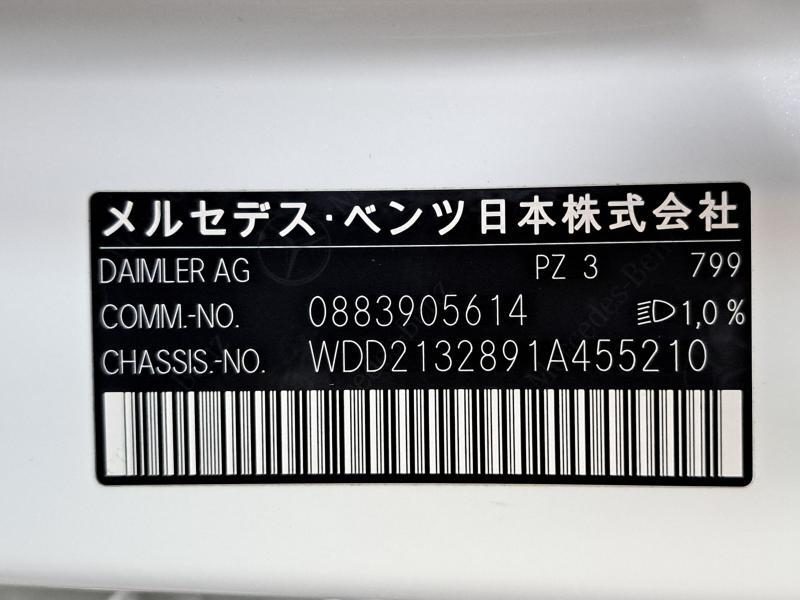 メルセデス・ベンツ日本株式会社
DAIMLER AG PZ 3 799
COMM.-NO. 0883905614 1,0 %
CHASSIS.-NO. WDD2132891A455210